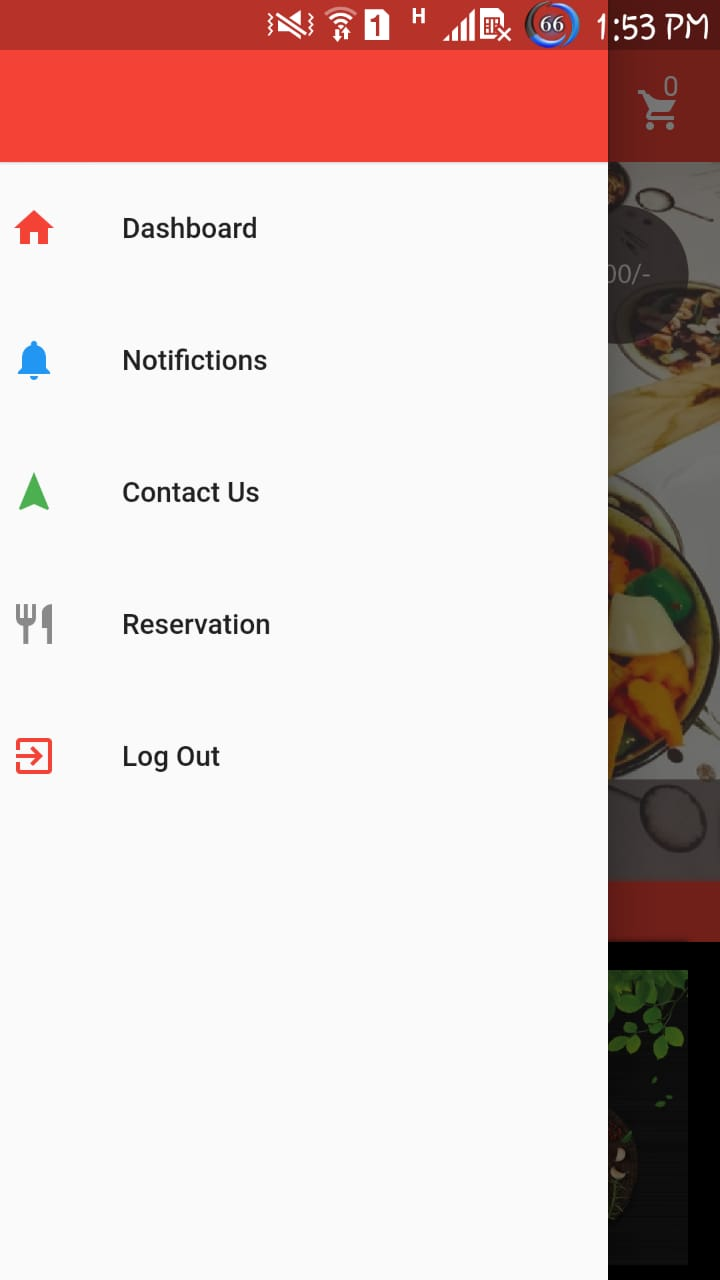 1 H 66 1:53 PM
0
00/-
Dashboard
Notifictions
Contact Us
Reservation
Log Out